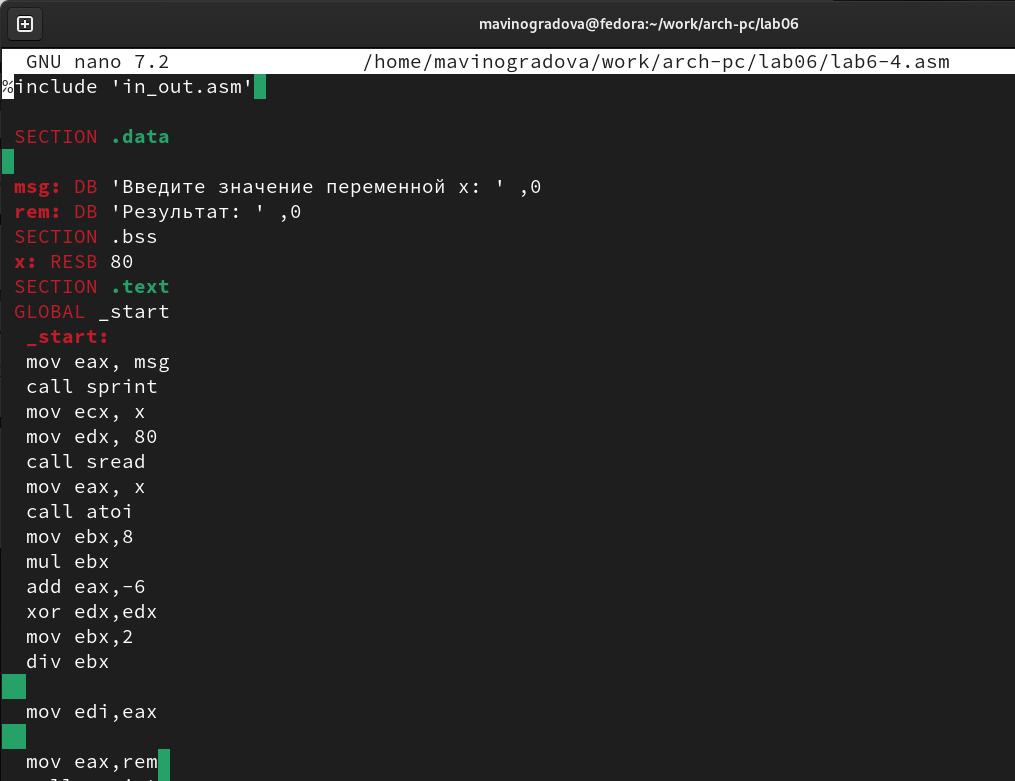 mavinogradova@fedora:~/work/arch-pc/lab06
GNU nano 7.2 /home/mavinogradova/work/arch-pc/lab06/lab6-4.asm
%include 'in_out.asm'
SECTION .data
msg: DB 'Введите значение переменной x: ' ,0
rem: DB 'Результат: ' ,0
SECTION .bss
x: RESB 80
SECTION .text
GLOBAL _start
_start:
mov eax, msg
call sprint
mov ecx, x
mov edx, 80
call sread
mov eax, x
call atoi
mov ebx,8
mul ebx
add eax,-6
xor edx,edx
mov ebx,2
div ebx
mov edi,eax
mov eax,rem